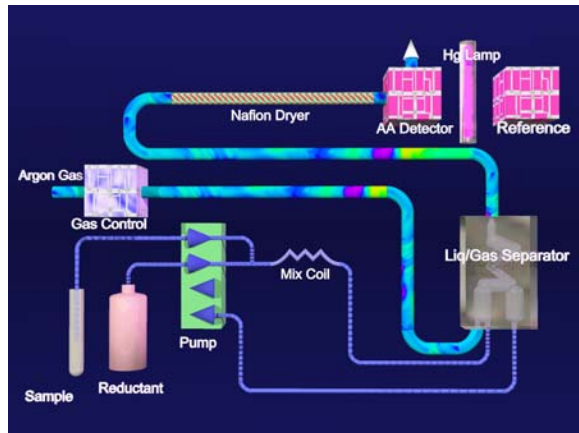 Hg Lamp
Nafion Dryer
AA Detector
Reference
Argon Gas
Gas Control
Liq/Gas Separator
Mix Coil
Pump
Sample
Reductant